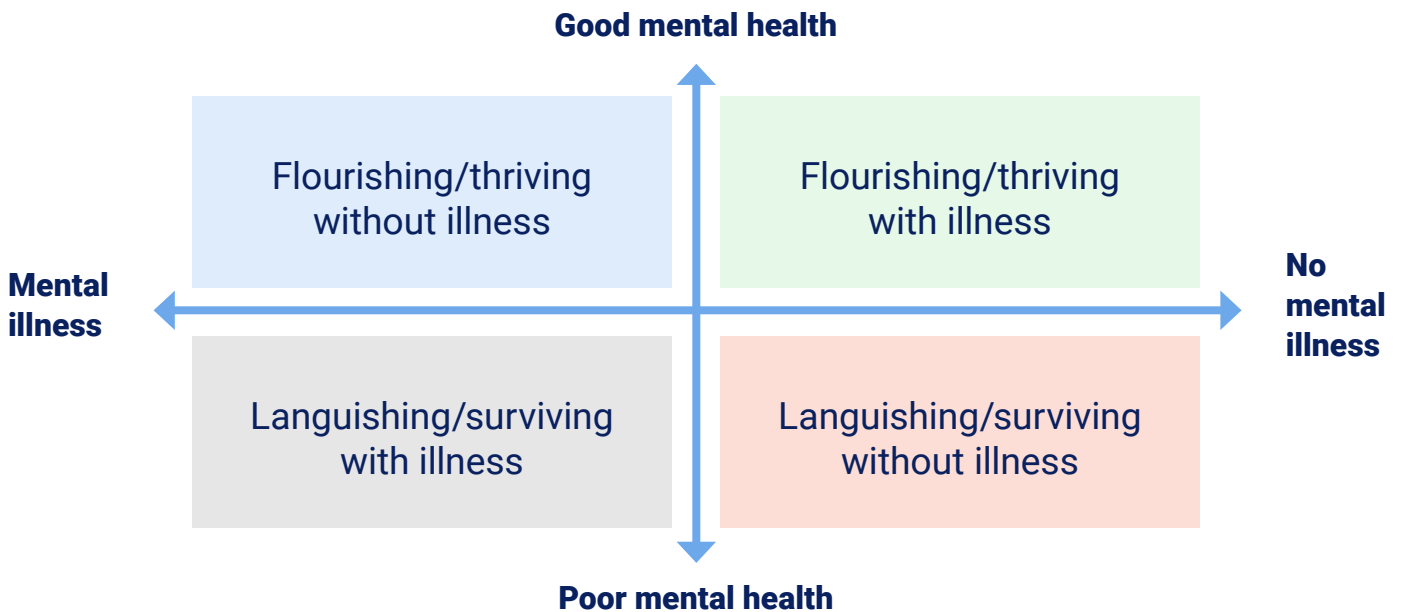 Good mental health
Flourishing/thriving
without illness
Flourishing/thriving
with illness
Mental
illness
No
mental
illness
Languishing/surviving
with illness
Languishing/surviving
without illness
Poor mental health